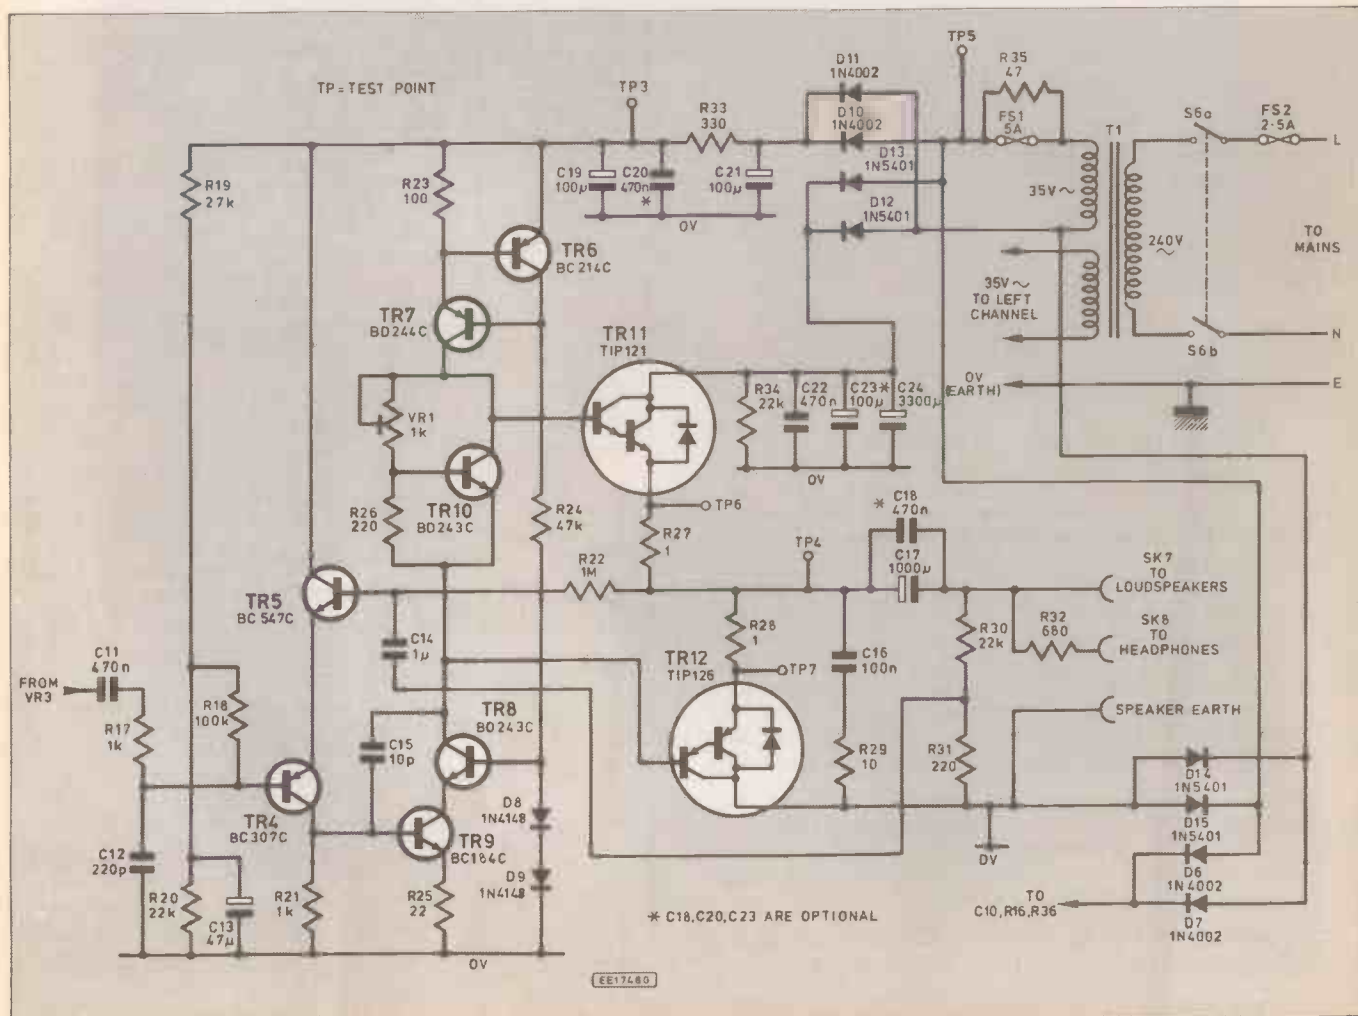 TP=TEST POINT
TP3
R33
330
D11
1N4002
D10
1N4002
D13
1N5401
D12
1N5401
TP5
R35
47
FS1
5A
T1
S6a
FS2
2·5A
L
35V~
240V
~
TO
MAINS
35V~
TO LEFT
CHANNEL
S6b
N
0V
(EARTH)
E
R19
27k
R23
100
C19
100µ
C20
470n
*
C21
100µ
0V
TR6
BC214C
TR7
BD244C
TR11
TIP121
VR1
1k
R34
22k
C22
470n
C23*
100µ
C24
3300µ
0V
TR10
BD243C
R26
220
R24
47k
TP6
R27
1
* C18
470n
C17
1000µ
TP4
R22
1M
SK7
TO
LOUDSPEAKERS
TR5
BC547C
C14
1µ
R28
1
R30
22k
R32
680
SK8
TO
HEADPHONES
C11
470n
FROM
VR3
TR12
TIP126
TP7
C16
100n
R17
1k
R18
100k
C15
10p
TR8
BD243C
SPEAKER EARTH
R29
10
R31
220
D14
1N5401
D15
1N5401
TR4
BC307C
TR9
BC184C
D8
1N4148
C12
220p
0V
D6
1N4002
R20
22k
C13
47µ
R21
1k
R25
22
D9
1N4148
* C18,C20,C23 ARE OPTIONAL
TO
C10,R16,R36
D7
1N4002
0V
EE1748G